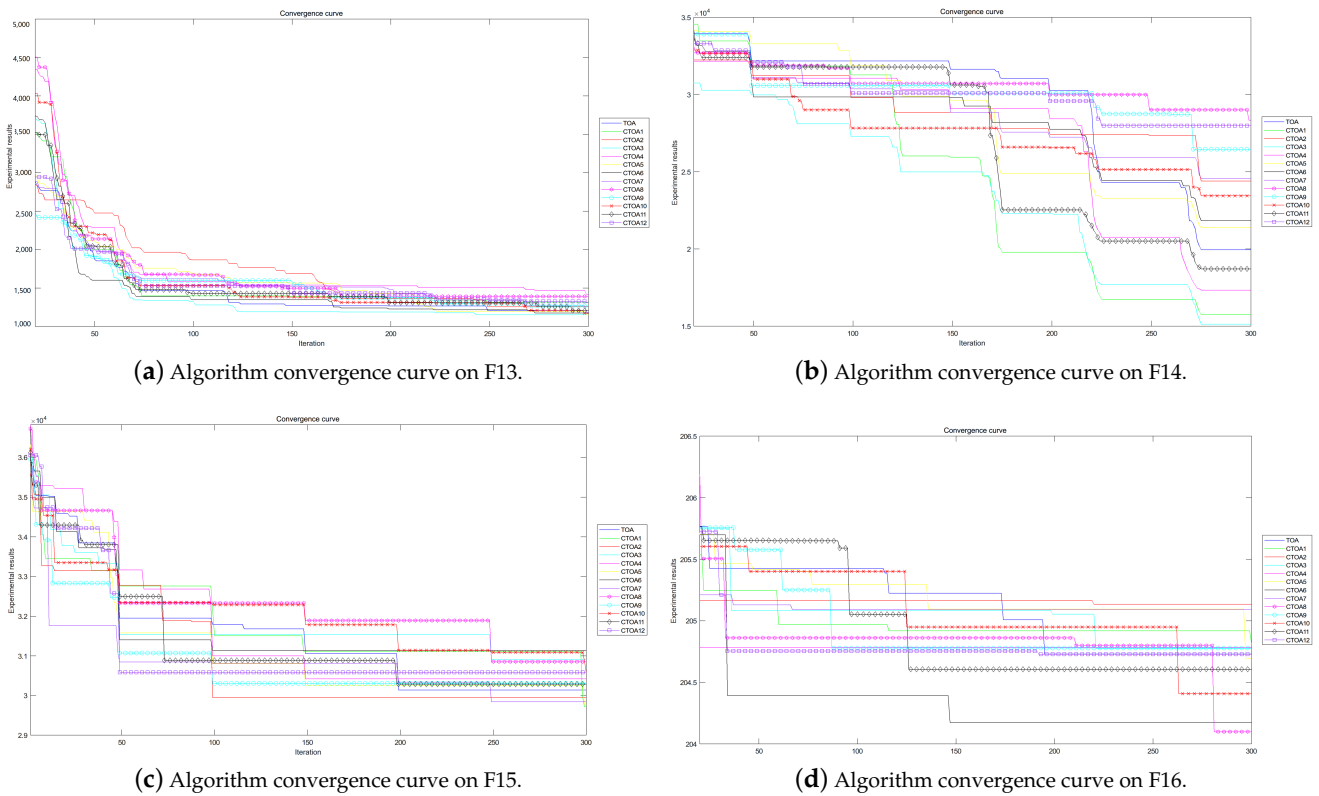 Convergence curve
5,000
4,500
4,000
3,500
3,000
2,500
2,000
1,500
1,000
50
100
150
200
250
300
Experimental results
Iteration
TOA
CTOA1
CTOA2
CTOA3
CTOA4
CTOA5
CTOA6
CTOA7
CTOA8
CTOA9
CTOA10
CTOA11
CTOA12
(a) Algorithm convergence curve on F13.
Convergence curve
×10⁴
3.5
3
2.5
2
1.5
50
100
150
200
250
300
Experimental results
Iteration
TOA
CTOA1
CTOA2
CTOA3
CTOA4
CTOA5
CTOA6
CTOA7
CTOA8
CTOA9
CTOA10
CTOA11
CTOA12
(b) Algorithm convergence curve on F14.
Convergence curve
×10⁴
3.6
3.5
3.4
3.3
3.2
3.1
3.0
2.9
50
100
150
200
250
300
Experimental results
Iteration
TOA
CTOA1
CTOA2
CTOA3
CTOA4
CTOA5
CTOA6
CTOA7
CTOA8
CTOA9
CTOA10
CTOA11
CTOA12
(c) Algorithm convergence curve on F15.
Convergence curve
206.5
206
205.5
205
204.5
204
50
100
150
200
250
300
Experimental results
TOA
CTOA1
CTOA2
CTOA3
CTOA4
CTOA5
CTOA6
CTOA7
CTOA8
CTOA9
CTOA10
CTOA11
CTOA12
(d) Algorithm convergence curve on F16.